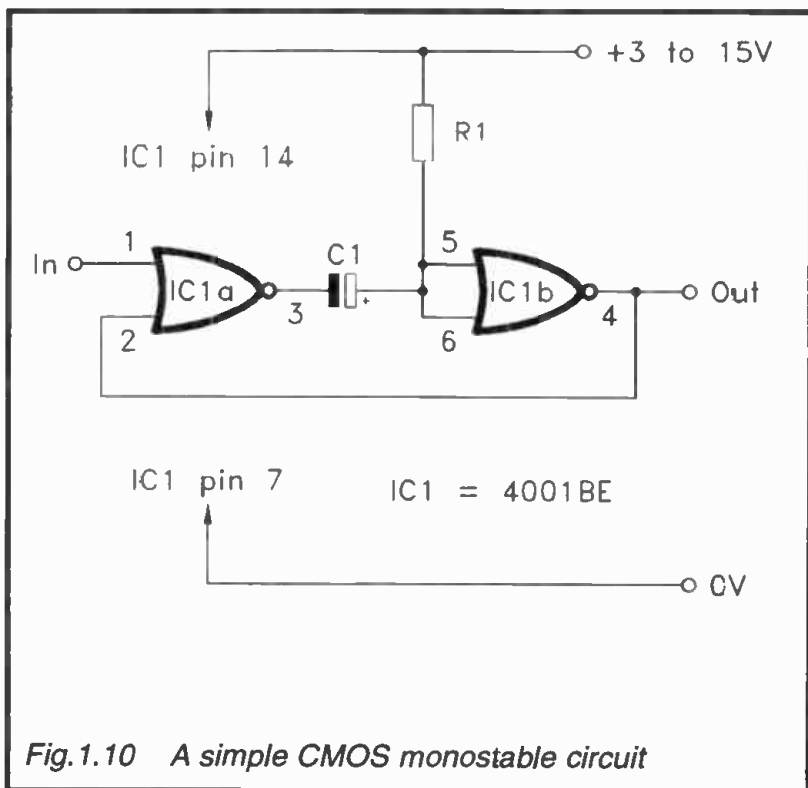 +3 to 15V
R1
IC1 pin 14
In
1
2
IC1a
3
C1
+
5
6
IC1b
4
Out
IC1 pin 7
IC1 = 4001BE
0V
Fig.1.10 A simple CMOS monostable circuit